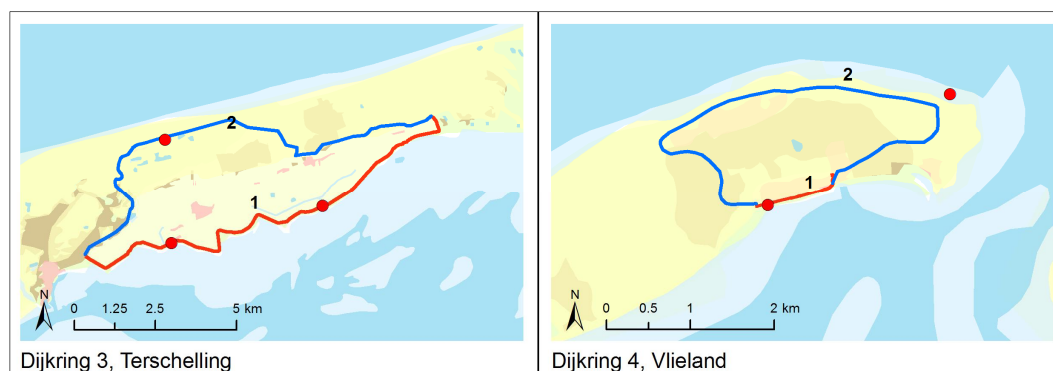 2
1
N
0 1.25 2.5 5 km
Dijkring 3, Terschelling
2
1
N
0 0.5 1 2 km
Dijkring 4, Vlieland